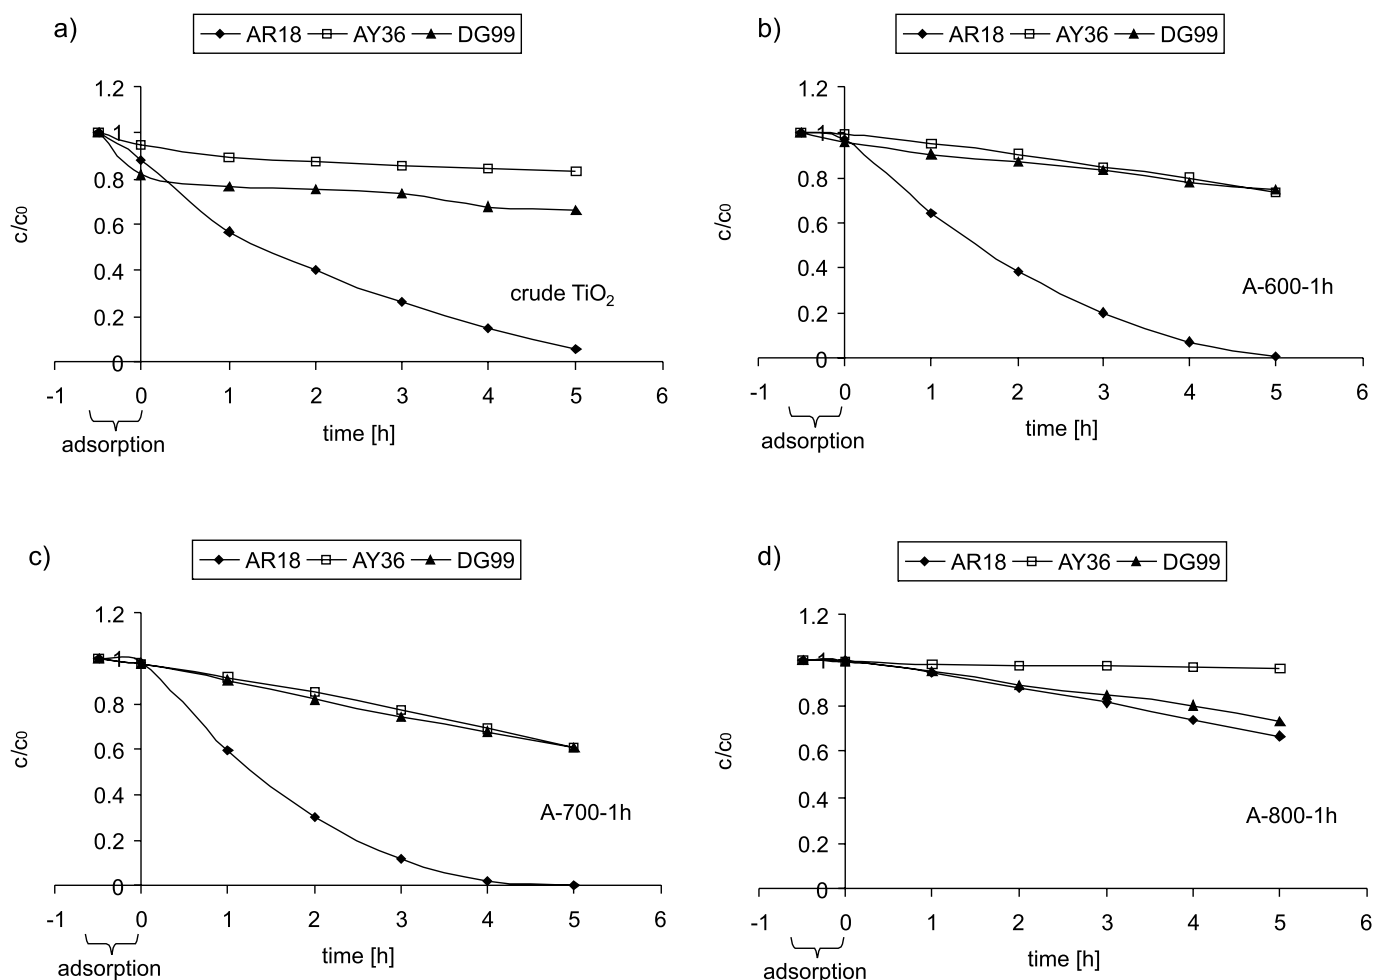 a)
AR18 AY36 DG99
1.2
1
0.8
0.6
0.4
0.2
0
c/c0
crude TiO2
-1 0 1 2 3 4 5 6
adsorption
time [h]
b)
AR18 AY36 DG99
1.2
1
0.8
0.6
0.4
0.2
0
c/c0
A-600-1h
-1 0 1 2 3 4 5 6
adsorption
time [h]
c)
AR18 AY36 DG99
1.2
1
0.8
0.6
0.4
0.2
0
c/c0
A-700-1h
-1 0 1 2 3 4 5 6
adsorption
time [h]
d)
AR18 AY36 DG99
1.2
1
0.8
0.6
0.4
0.2
0
c/c0
A-800-1h
-1 0 1 2 3 4 5 6
adsorption
time [h]